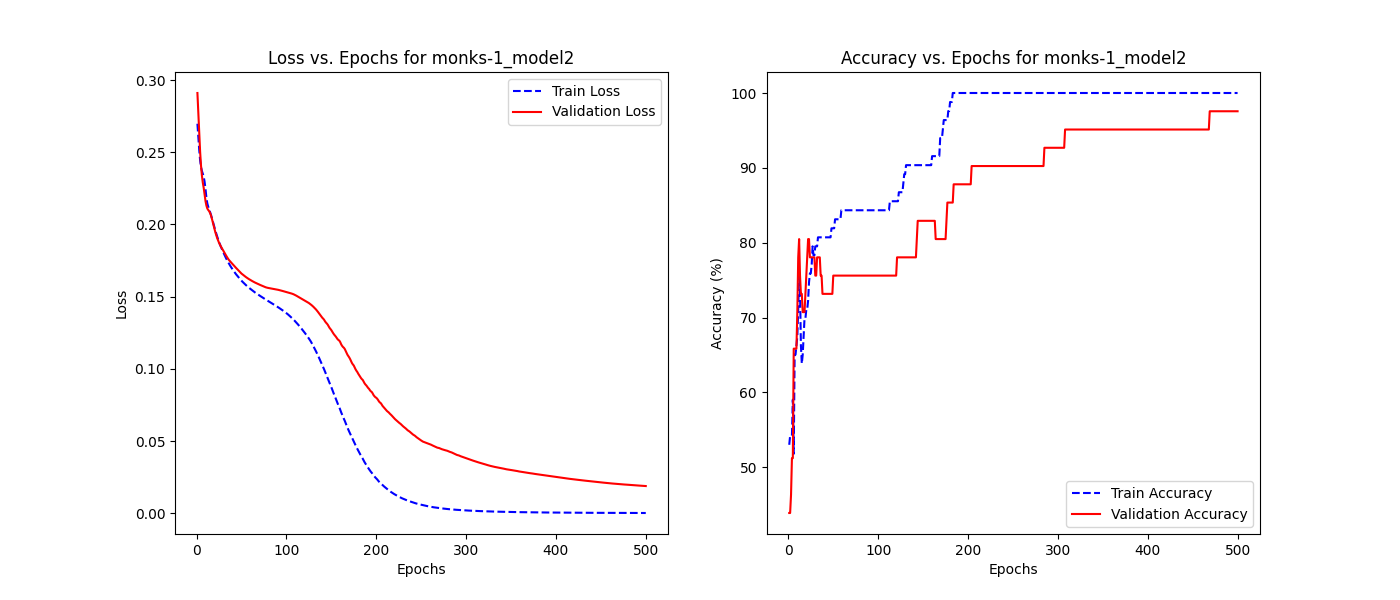 Loss vs. Epochs for monks-1_model2
0.30
0.25
0.20
0.15
0.10
0.05
0.00
Loss
0 100 200 300 400 500
Epochs
Train Loss
Validation Loss
Accuracy vs. Epochs for monks-1_model2
100
90
80
70
60
50
Accuracy (%)
0 100 200 300 400 500
Epochs
Train Accuracy
Validation Accuracy